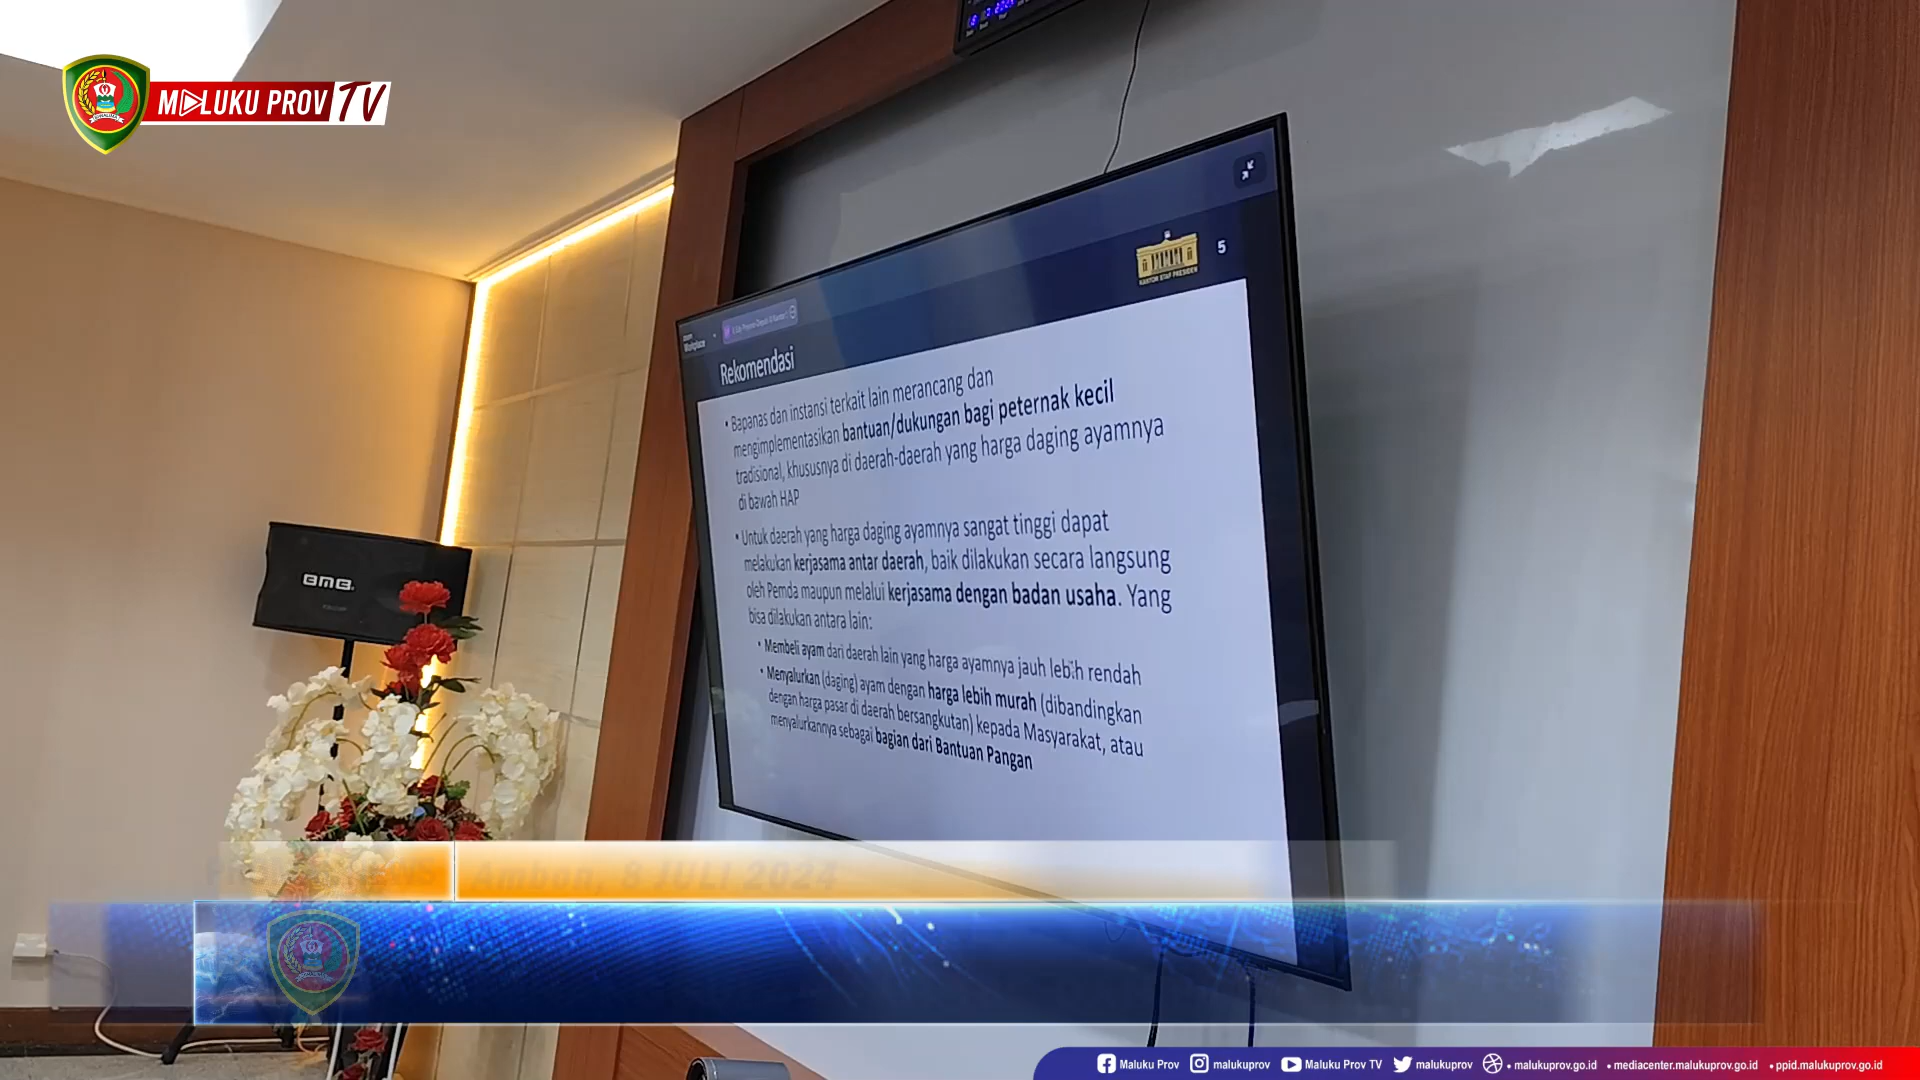 MALUKU PROV TV
5
KANTOR STAF PRESIDEN
Workplace
Rekomendasi
• Bapanas dan instansi terkait lain merancang dan
mengimplementasikan bantuan/dukungan bagi peternak kecil
tradisional, khususnya di daerah-daerah yang harga daging ayamnya
di bawah HAP
• Untuk daerah yang harga daging ayamnya sangat tinggi dapat
melakukan kerjasama antar daerah, baik dilakukan secara langsung
oleh Pemda maupun melalui kerjasama dengan badan usaha. Yang
bisa dilakukan antara lain:
• Membeli ayam dari daerah lain yang harga ayamnya jauh lebih rendah
• Menyalurkan (daging) ayam dengan harga lebih murah (dibandingkan
dengan harga pasar di daerah bersangkutan) kepada Masyarakat, atau
menyalurkannya sebagai bagian dari Bantuan Pangan
BMB
Ambon, 8 JULI 2024
Maluku Prov malukuprov Maluku Prov TV malukuprov • malukuprov.go.id • mediacenter.malukuprov.go.id • ppid.malukuprov.go.id